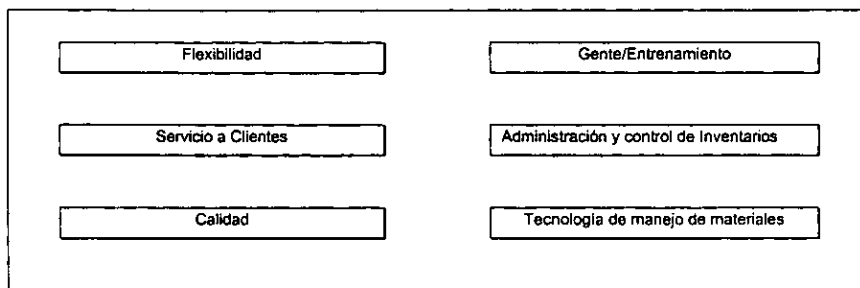 Flexibilidad
Gente/Entrenamiento
Servicio a Clientes
Administración y control de Inventarios
Calidad
Tecnología de manejo de materiales